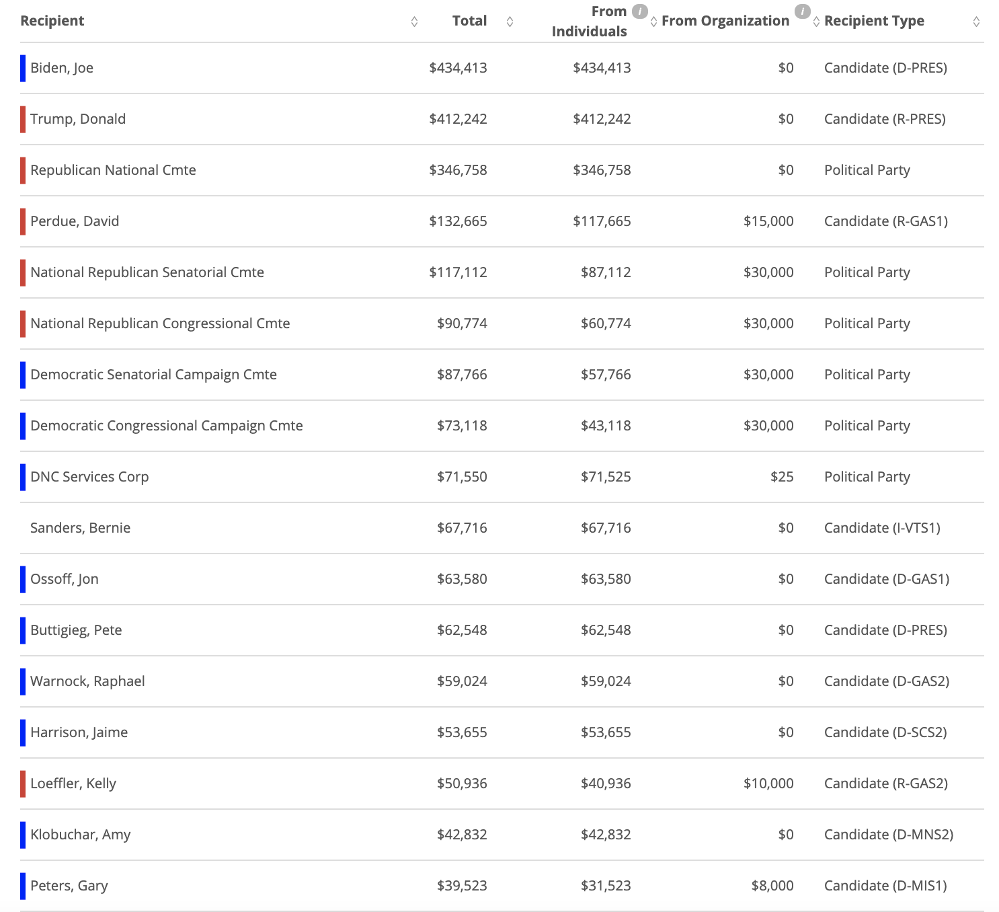 Recipient Total From Individuals From Organization Recipient Type
Biden, Joe $434,413 $434,413 $0 Candidate (D-PRES)
Trump, Donald $412,242 $412,242 $0 Candidate (R-PRES)
Republican National Cmte $346,758 $346,758 $0 Political Party
Perdue, David $132,665 $117,665 $15,000 Candidate (R-GAS1)
National Republican Senatorial Cmte $117,112 $87,112 $30,000 Political Party
National Republican Congressional Cmte $90,774 $60,774 $30,000 Political Party
Democratic Senatorial Campaign Cmte $87,766 $57,766 $30,000 Political Party
Democratic Congressional Campaign Cmte $73,118 $43,118 $30,000 Political Party
DNC Services Corp $71,550 $71,525 $25 Political Party
Sanders, Bernie $67,716 $67,716 $0 Candidate (I-VTS1)
Ossoff, Jon $63,580 $63,580 $0 Candidate (D-GAS1)
Buttigieg, Pete $62,548 $62,548 $0 Candidate (D-PRES)
Warnock, Raphael $59,024 $59,024 $0 Candidate (D-GAS2)
Harrison, Jaime $53,655 $53,655 $0 Candidate (D-SCS2)
Loeffler, Kelly $50,936 $40,936 $10,000 Candidate (R-GAS2)
Klobuchar, Amy $42,832 $42,832 $0 Candidate (D-MNS2)
Peters, Gary $39,523 $31,523 $8,000 Candidate (D-MIS1)